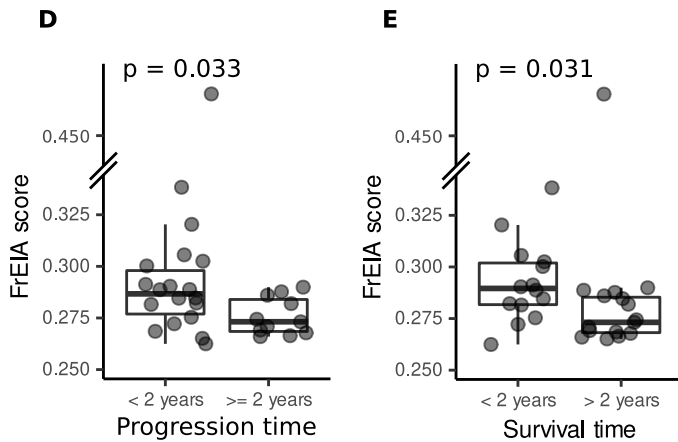 D
p = 0.033
FrEIA score
0.450
0.325
0.300
0.275
0.250
< 2 years >= 2 years
Progression time
E
p = 0.031
FrEIA score
0.450
0.325
0.300
0.275
0.250
< 2 years > 2 years
Survival time